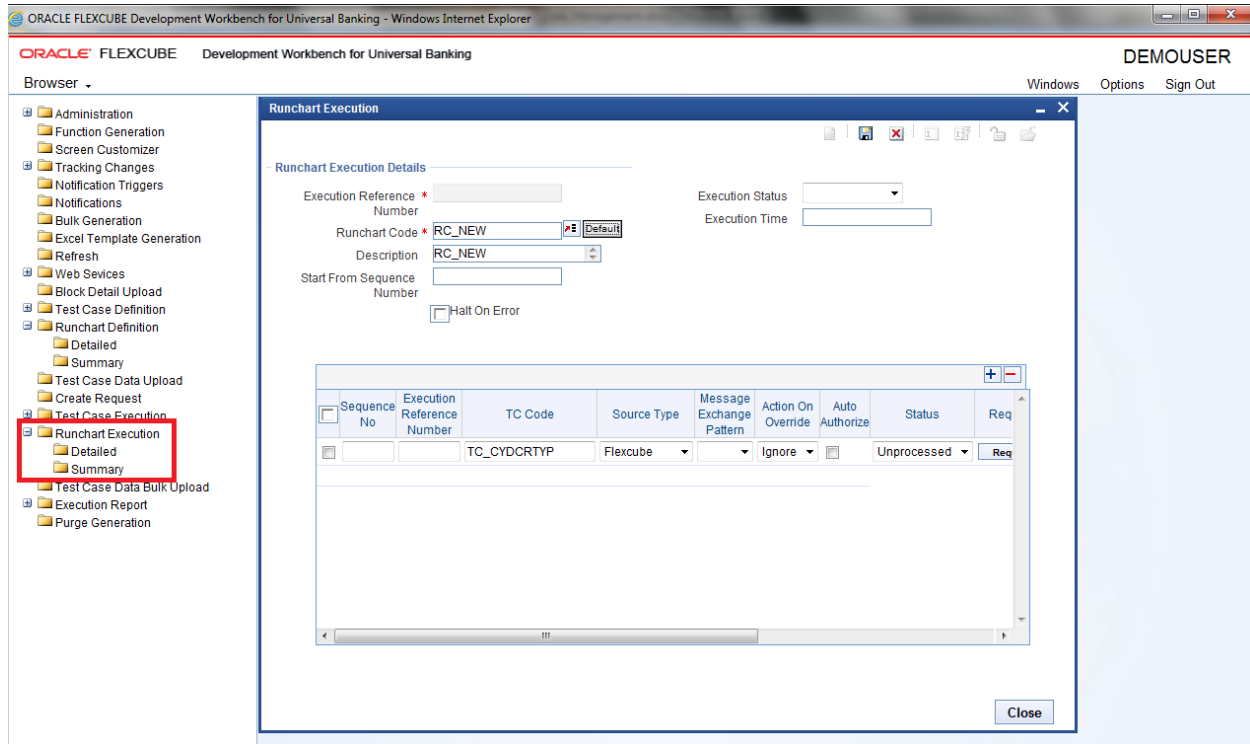 ORACLE FLEXCUBE Development Workbench for Universal Banking - Windows Internet Explorer
ORACLE FLEXCUBE Development Workbench for Universal Banking
DEMOUSER
Browser
Windows Options Sign Out
Administration
Function Generation
Screen Customizer
Tracking Changes
Notification Triggers
Notifications
Bulk Generation
Excel Template Generation
Refresh
Web Sevices
Block Detail Upload
Test Case Definition
Runchart Definition
Detailed
Summary
Test Case Data Upload
Create Request
Test Case Execution
Runchart Execution
Detailed
Summary
Test Case Data Bulk Upload
Execution Report
Purge Generation
Runchart Execution
Runchart Execution Details
Execution Reference *
Number
Runchart Code * RC_NEW Default
Description RC_NEW
Start From Sequence
Number
Halt On Error
Execution Status
Execution Time
Sequence No
Execution Reference Number
TC Code
Source Type
Message Exchange Pattern
Action On Override
Auto Authorize
Status
Req
TC_CYDCRTYP Flexcube Ignore Unprocessed Req
Close